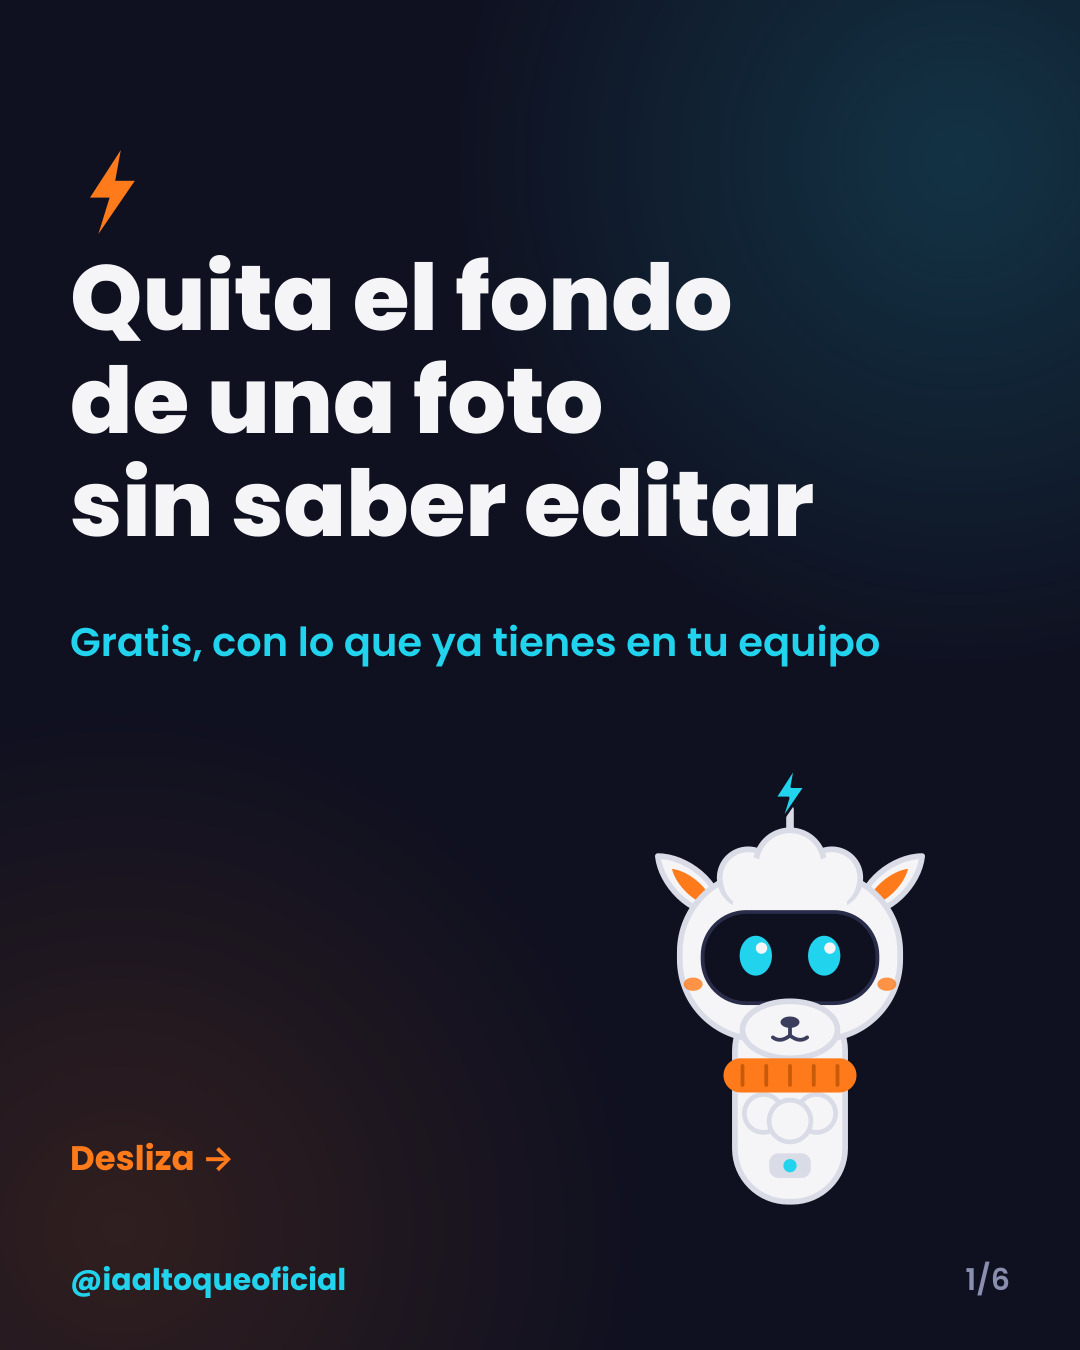 Quita el fondo
de una foto
sin saber editar
Gratis, con lo que ya tienes en tu equipo
Desliza →
@iaaltoqueoficial
1/6